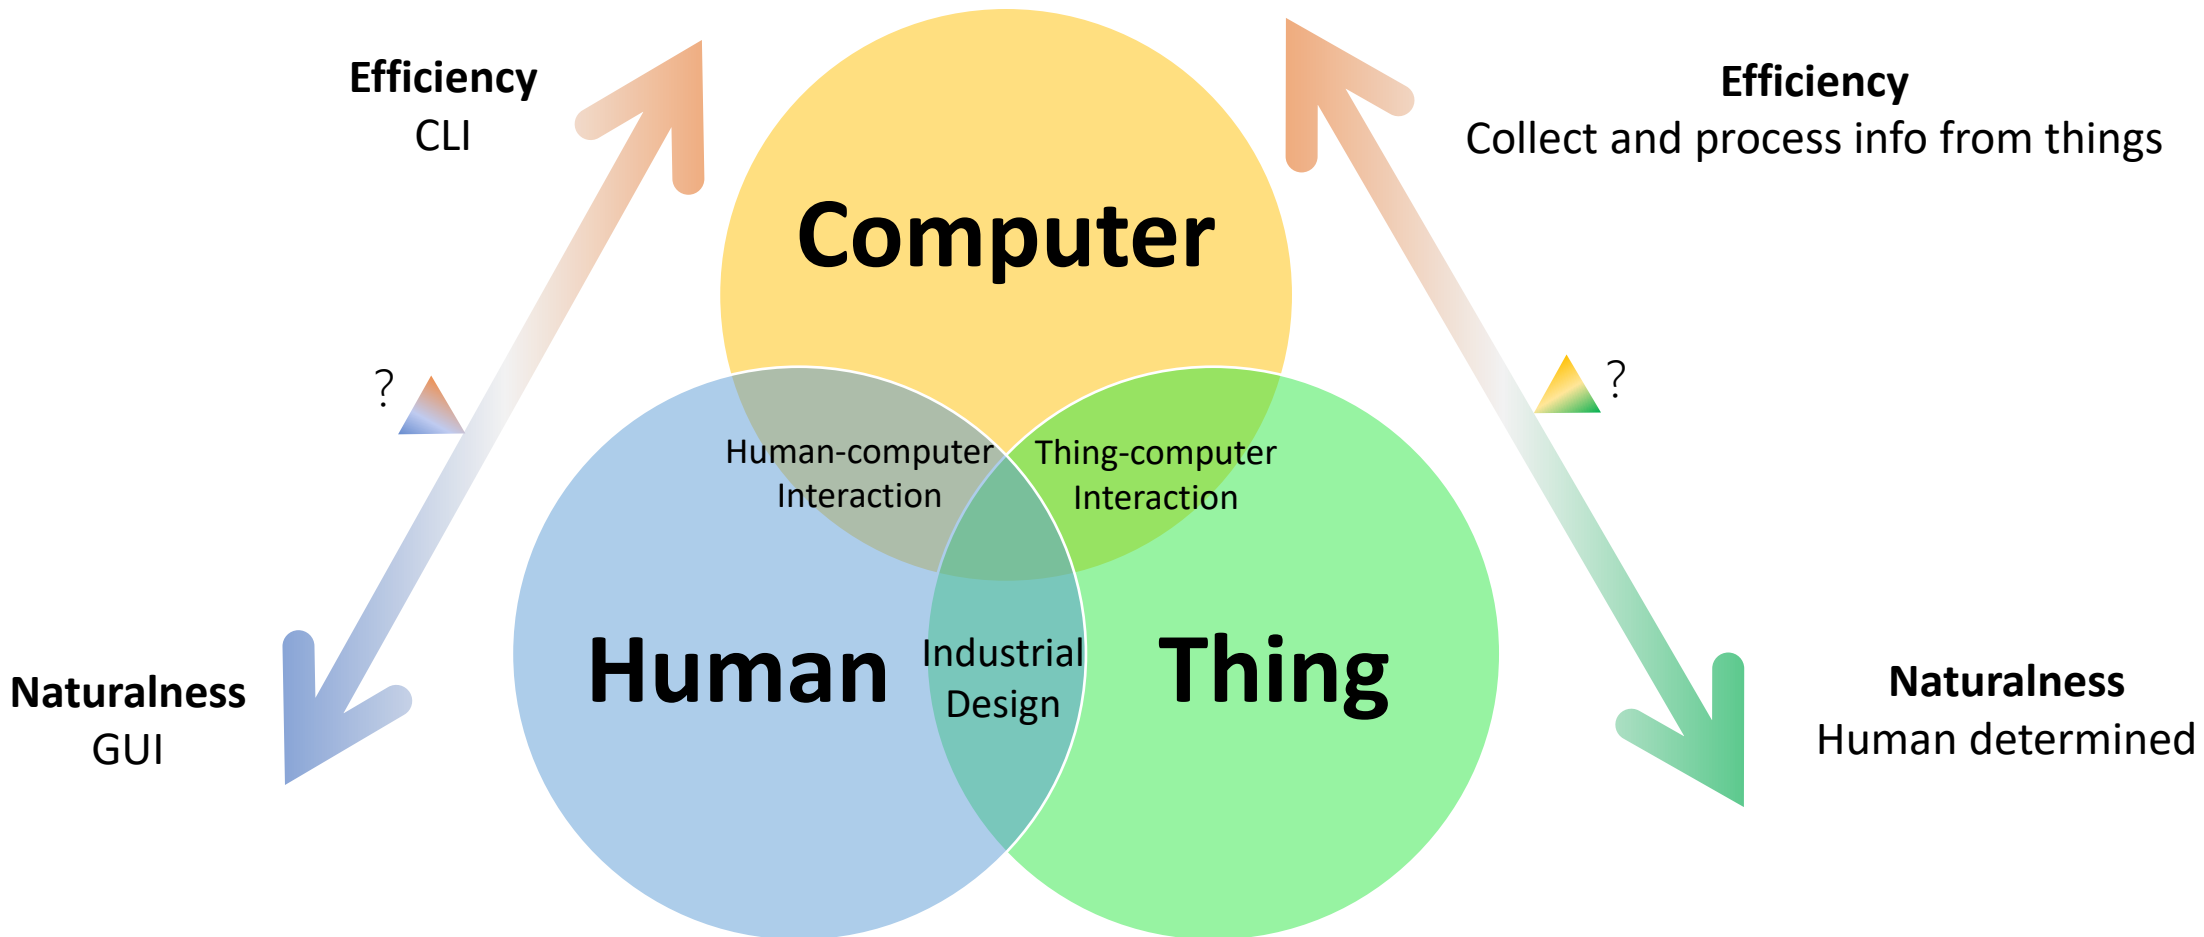 Efficiency
CLI
Efficiency
Collect and process info from things
Computer
?
?
Human-computer
Interaction
Thing-computer
Interaction
Human
Industrial
Design
Thing
Naturalness
GUI
Naturalness
Human determined